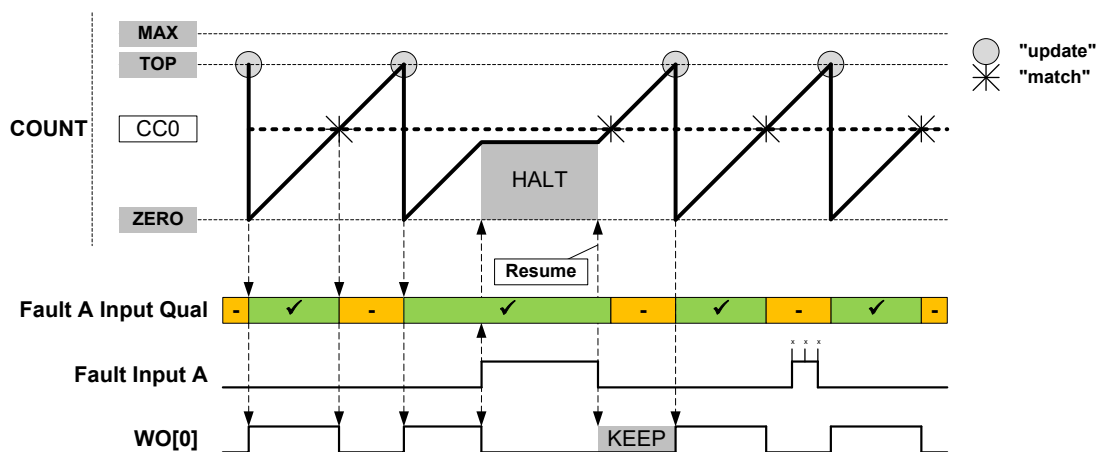 MAX
TOP
"update"
"match"
COUNT
CC0
HALT
ZERO
Resume
Fault A Input Qual
- ✓ - ✓ - ✓ - ✓ -
x x x
Fault Input A
WO[0]
KEEP